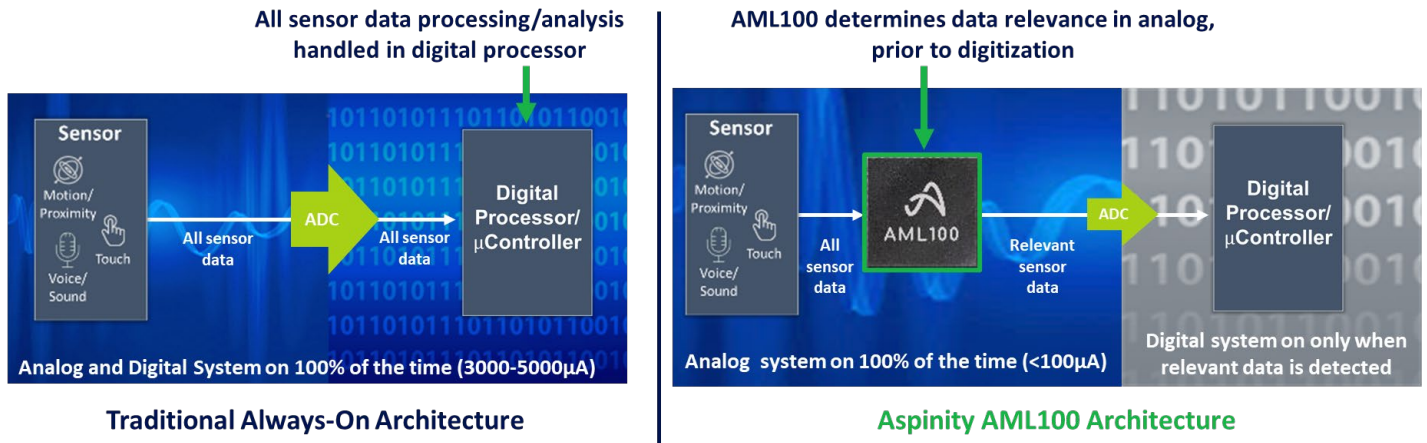 All sensor data processing/analysis
handled in digital processor
Sensor
Motion/
Proximity
Touch
Voice/
Sound
All sensor
data
ADC
All sensor
data
Digital
Processor/
μController
Analog and Digital System on 100% of the time (3000-5000μA)
Traditional Always-On Architecture
AML100 determines data relevance in analog,
prior to digitization
Sensor
Motion/
Proximity
Touch
Voice/
Sound
All
sensor
data
AML100
Relevant
sensor
data
ADC
Digital
Processor/
μController
Analog system on 100% of the time (<100μA)
Digital system on only when
relevant data is detected
Aspinity AML100 Architecture